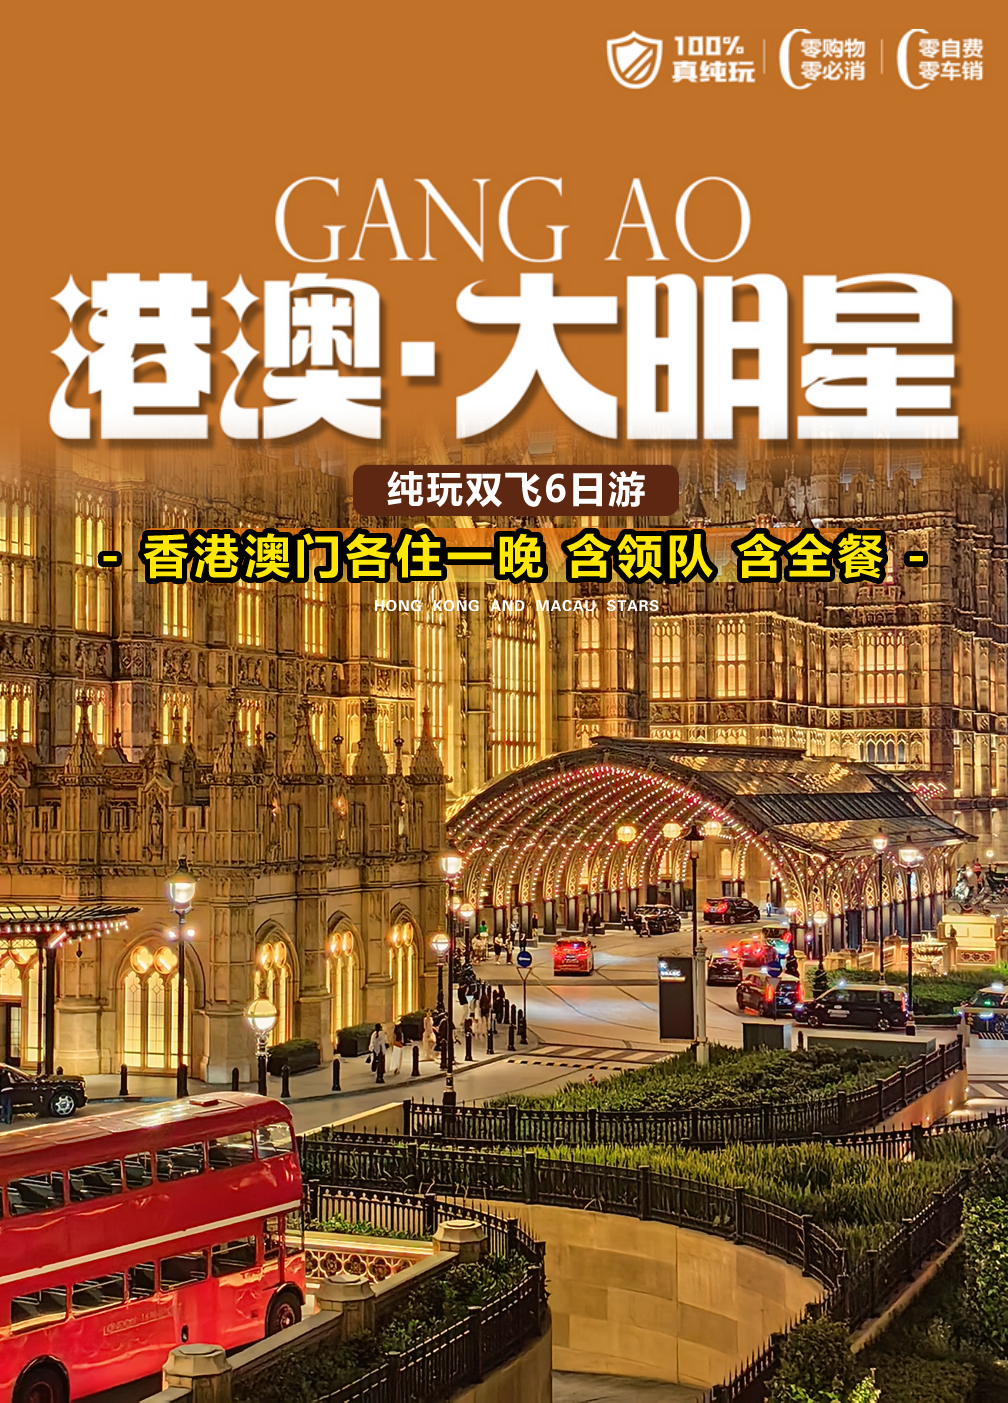 100% 零购物 零自费
真纯玩 零必消 零车销
GANG AO
港澳·大明星
纯玩双飞6日游
- 香港澳门各住一晚 含领队 含全餐 -
HONG KONG AND MACAU STARS